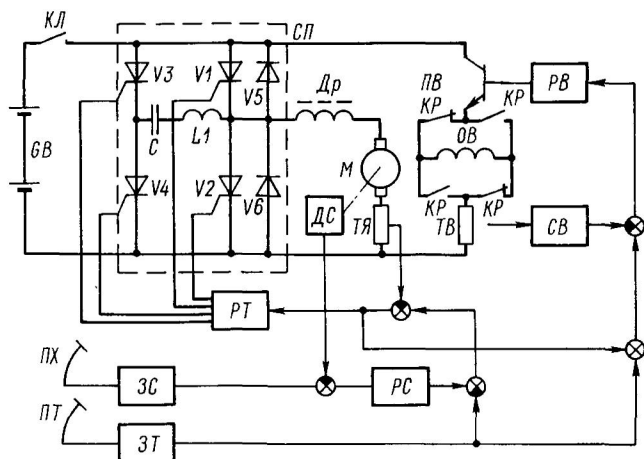 КЛ
СП
V3
V1
V5
Др
ПВ
РВ
КР
КР
GB
C
L1
ОВ
М
V4
V2
V6
ДС
ТЯ
КР
КР
ТВ
СВ
РТ
ПХ
ЗС
РС
ПТ
ЗТ